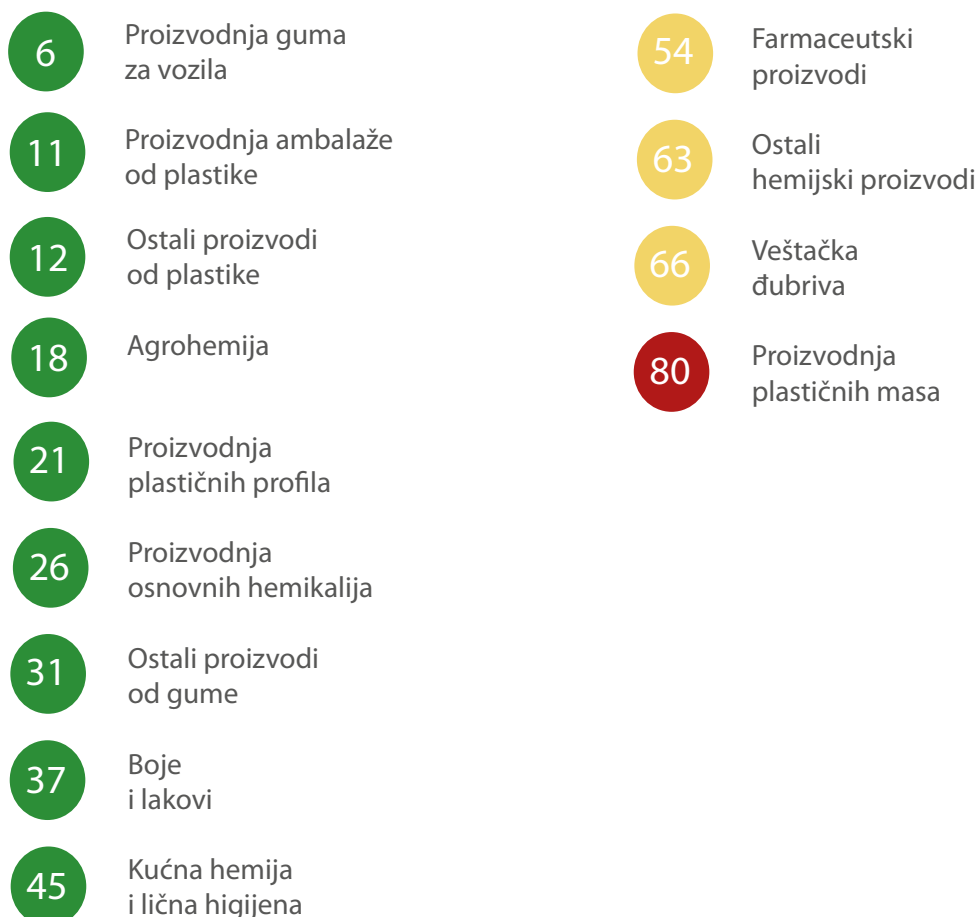 6
Proizvodnja guma
za vozila
11
Proizvodnja ambalaže
od plastike
12
Ostali proizvodi
od plastike
18
Agrohemija
21
Proizvodnja
plastičnih profila
26
Proizvodnja
osnovnih hemikalija
31
Ostali proizvodi
od gume
37
Boje
i lakovi
45
Kućna hemija
i lična higijena
54
Farmaceutski
proizvodi
63
Ostali
hemijski proizvodi
66
Veštačka
đubriva
80
Proizvodnja
plastičnih masa